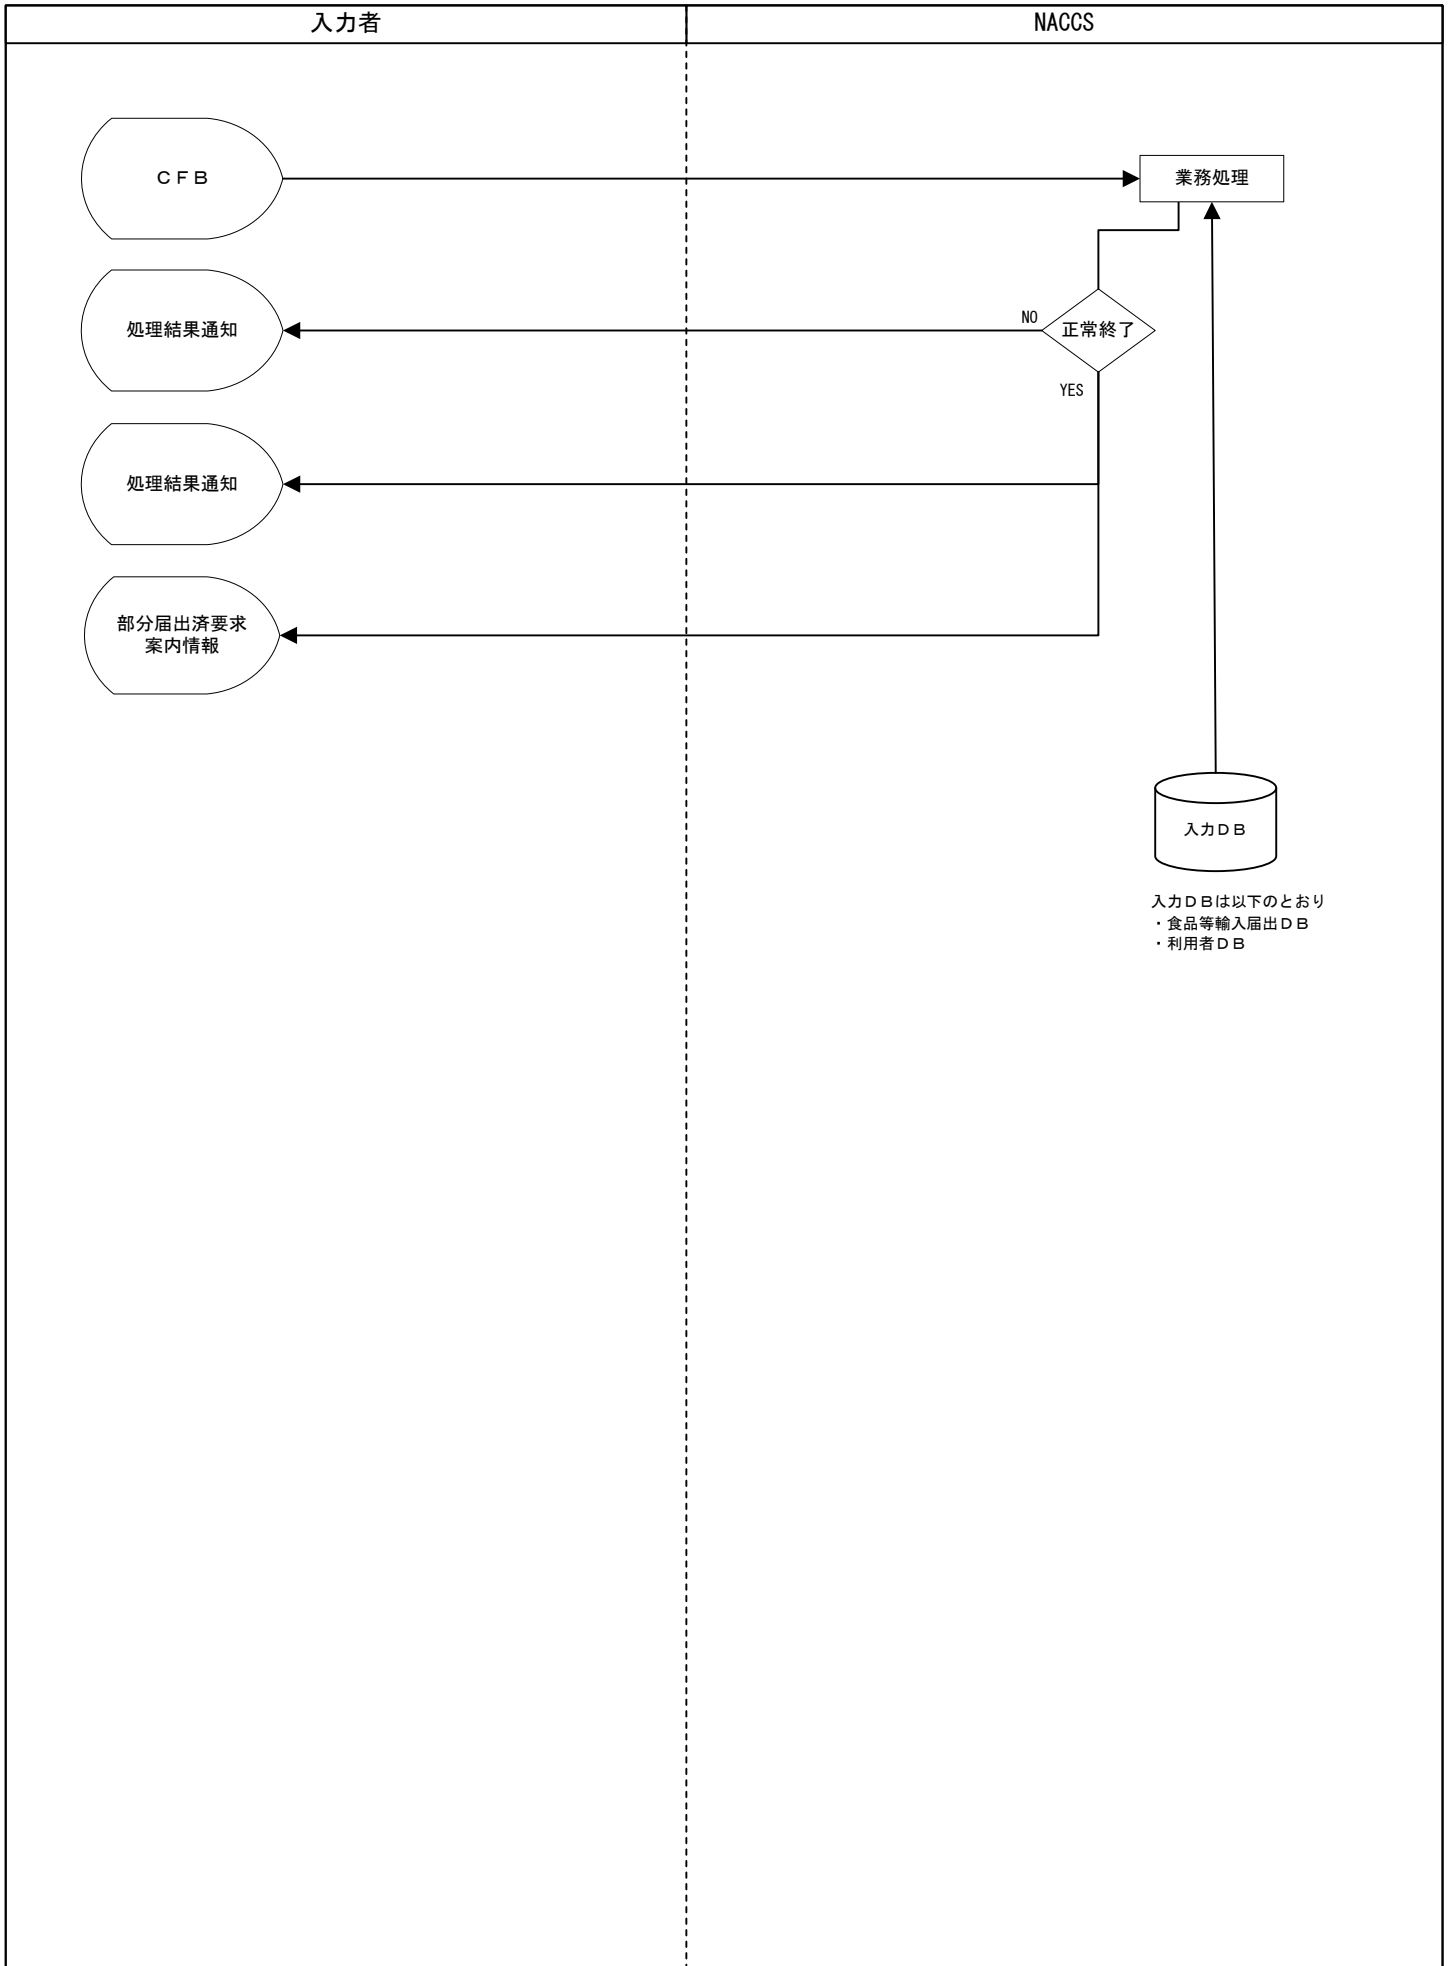 入力者
NACCS
ＣＦＢ
業務処理
処理結果通知
NO
正常終了
YES
処理結果通知
部分届出済要求
案内情報
入力ＤＢ
入力ＤＢは以下のとおり
・食品等輸入届出ＤＢ
・利用者ＤＢ